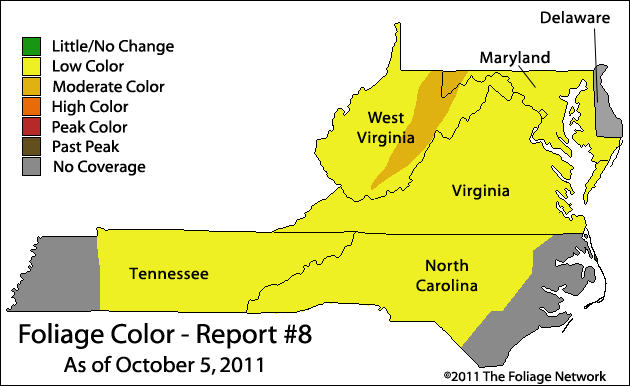 Delaware
Maryland
Little/No Change
Low Color
Moderate Color
High Color
Peak Color
Past Peak
No Coverage
West
Virginia
Virginia
Tennessee
North
Carolina
Foliage Color - Report #8
As of October 5, 2011
©2011 The Foliage Network